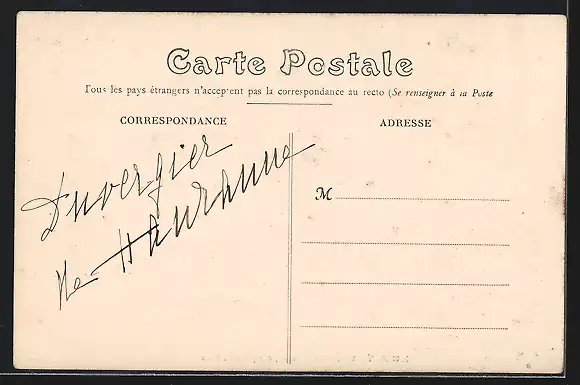 Carte Postale
Tous les pays étrangers n'acceptent pas la correspondance au recto (Se renseigner à la Poste
CORRESPONDANCE
ADRESSE
Duvergier
de Hauranne
M